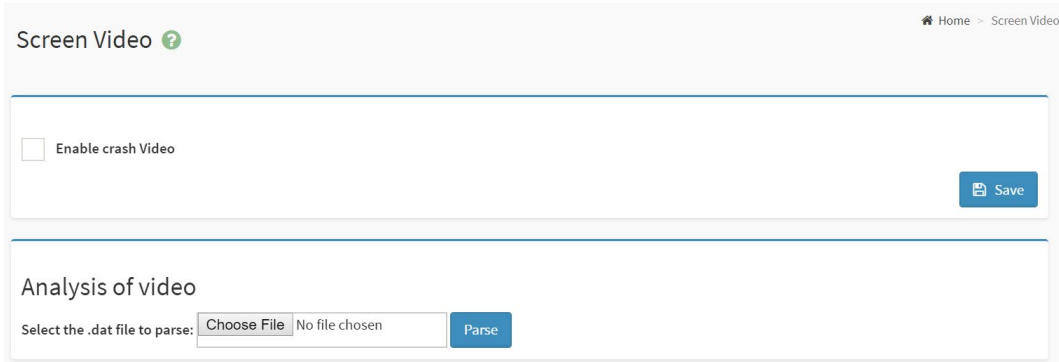 Home > Screen Video
Screen Video ?
Enable crash Video
Save
Analysis of video
Select the .dat file to parse: Choose File No file chosen Parse